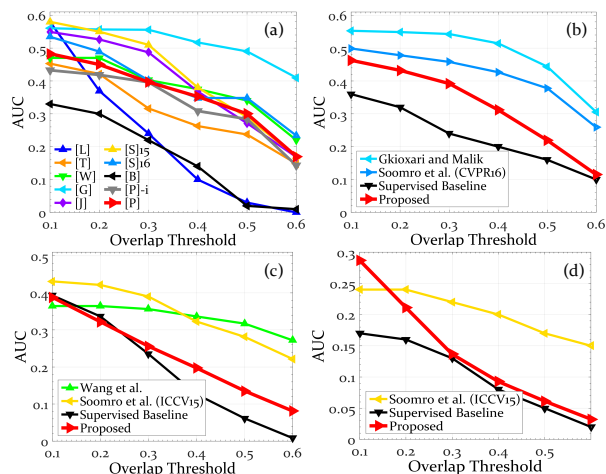 0.6
0.5
0.4
0.3
0.2
0.1
0
AUC
(a)
[L]
[T]
[W]
[G]
[J]
[S]15
[S]16
[B]
[P]-i
[P]
0.1 0.2 0.3 0.4 0.5 0.6
Overlap Threshold
0.6
0.5
0.4
0.3
0.2
0.1
0
AUC
(b)
Gkioxari and Malik
Soomro et al. (CVPR16)
Supervised Baseline
Proposed
0.1 0.2 0.3 0.4 0.5 0.6
Overlap Threshold
0.5
0.4
0.3
0.2
0.1
0
AUC
(c)
Wang et al.
Soomro et al. (ICCV15)
Supervised Baseline
Proposed
0.1 0.2 0.3 0.4 0.5 0.6
Overlap Threshold
0.3
0.25
0.2
0.15
0.1
0.05
0
AUC
(d)
Soomro et al. (ICCV15)
Supervised Baseline
Proposed
0.1 0.2 0.3 0.4 0.5 0.6
Overlap Threshold